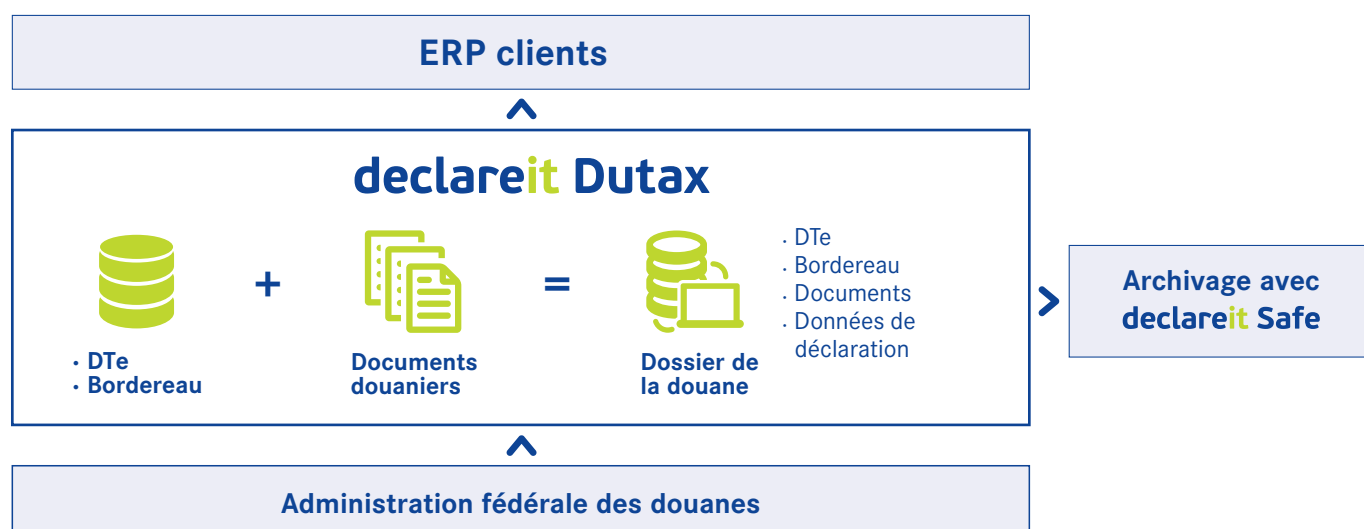 ERP clients
declareit Dutax
+
=
· DTe
· Bordereau
Documents
douaniers
Dossier de
la douane
· DTe
· Bordereau
· Documents
· Données de
déclaration
Archivage avec
declareit Safe
Administration fédérale des douanes